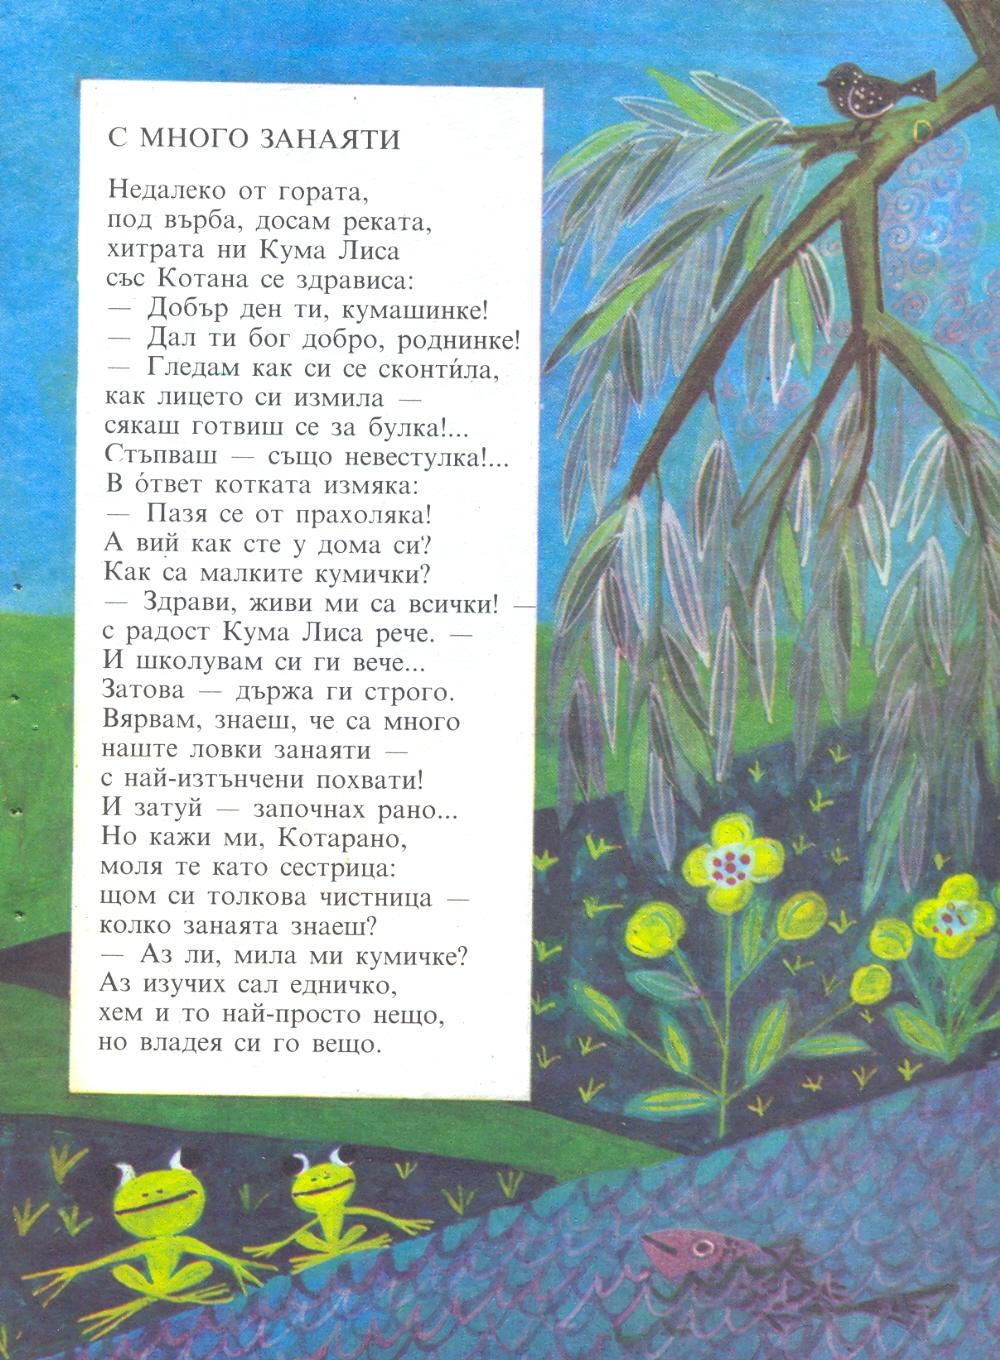 С МНОГО ЗАНАЯТИ
Недалеко от гората,
под върба, досам реката,
хитрата ни Кума Лиса
със Котана се здрависа:
— Добър ден ти, кумашинке!
— Дал ти бог добро, роднинке!
— Гледам как си се сконти́ла,
как лицето си измила —
сякаш готвиш се за булка!...
Стъпваш — също невестулка!...
В о́твет котката измяка:
— Пазя се от прахоляка!
А вий как сте у дома си?
Как са малките кумички?
— Здрави, живи ми са всички! —
с радост Кума Лиса рече. —
И школувам си ги вече...
Затова — държа ги строго.
Вярвам, знаеш, че са много
наште ловки занаяти —
с най-изтънчени похвати!
И затуй — започнах рано...
Но кажи ми, Котарано,
моля те като сестрица:
щом си толкова чистница —
колко занаята знаеш?
— Аз ли, мила ми кумичке?
Аз изучих сал едничко,
хем и то най-просто нещо,
но владея си го вещо.